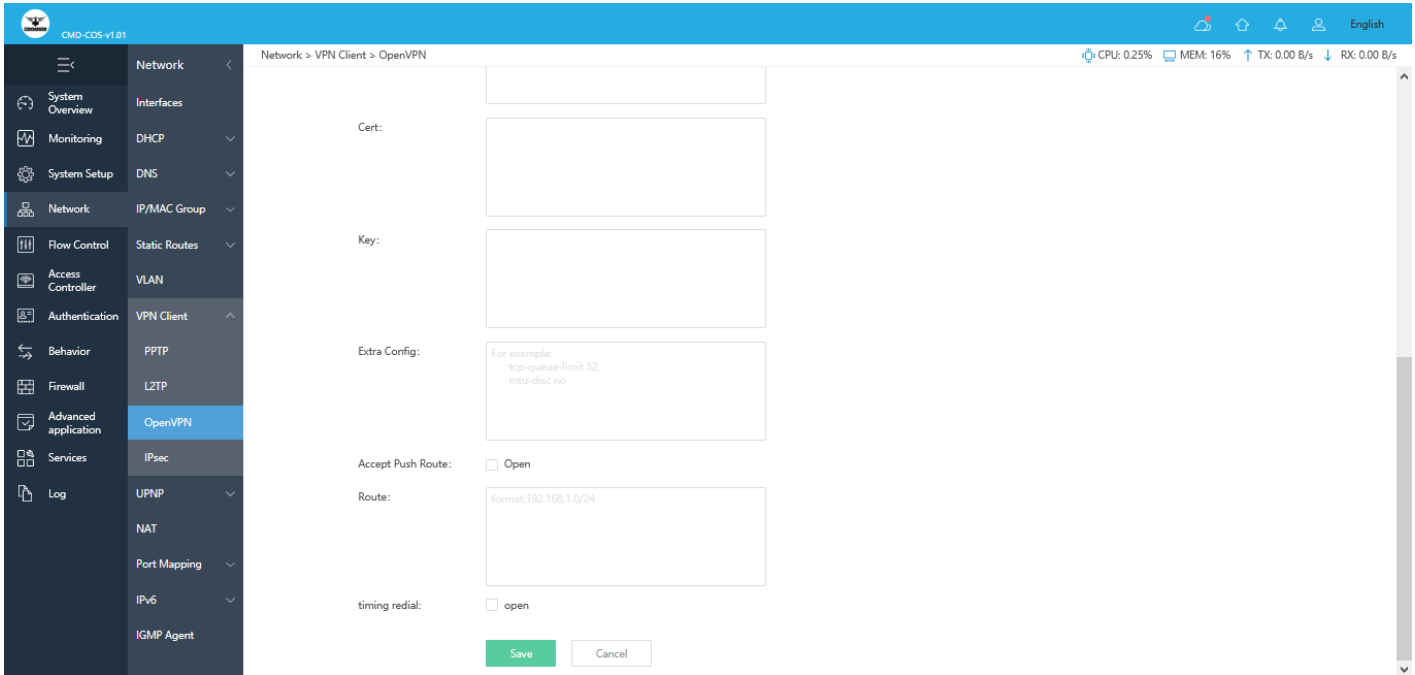 COMMANDO
CMD-COS-v1.01
English
Network
Network > VPN Client > OpenVPN
CPU: 0.25%
MEM: 16%
TX: 0.00 B/s
RX: 0.00 B/s
System
Overview
Monitoring
System Setup
Network
Flow Control
Access
Controller
Authentication
Behavior
Firewall
Advanced
application
Services
Log
Interfaces
DHCP
DNS
IP/MAC Group
Static Routes
VLAN
VPN Client
PPTP
L2TP
OpenVPN
IPsec
UPNP
NAT
Port Mapping
IPv6
IGMP Agent
Cert:
Key:
Extra Config:
For example:
tcp-queue-limit 32
mtu-disc no
Accept Push Route:
Open
Route:
format:192.168.1.0/24
timing redial:
open
Save
Cancel